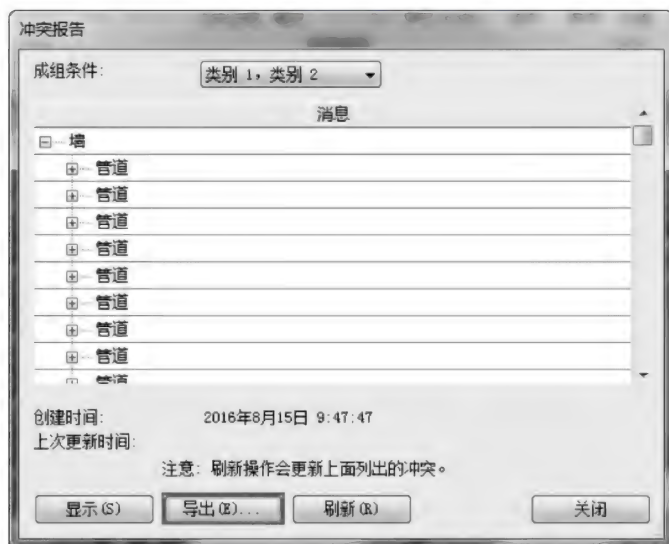 冲突报告
成组条件: 类别 1, 类别 2
消息
墙
管道
管道
管道
管道
管道
管道
管道
管道
管道
创建时间: 2016年8月15日 9:47:47
上次更新时间:
注意: 刷新操作会更新上面列出的冲突。
显示(S) 导出(E)... 刷新(R) 关闭